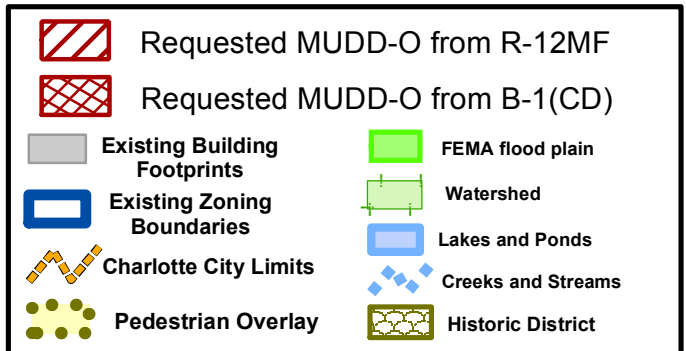 Requested MUDD-O from R-12MF
Requested MUDD-O from B-1(CD)
Existing Building
Footprints
Existing Zoning
Boundaries
Charlotte City Limits
Pedestrian Overlay
FEMA flood plain
Watershed
Lakes and Ponds
Creeks and Streams
Historic District